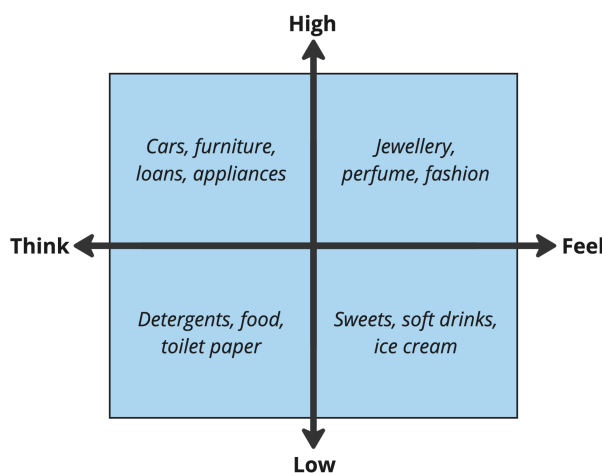 High
Cars, furniture,
loans, appliances
Jewellery,
perfume, fashion
Think
Feel
Detergents, food,
toilet paper
Sweets, soft drinks,
ice cream
Low